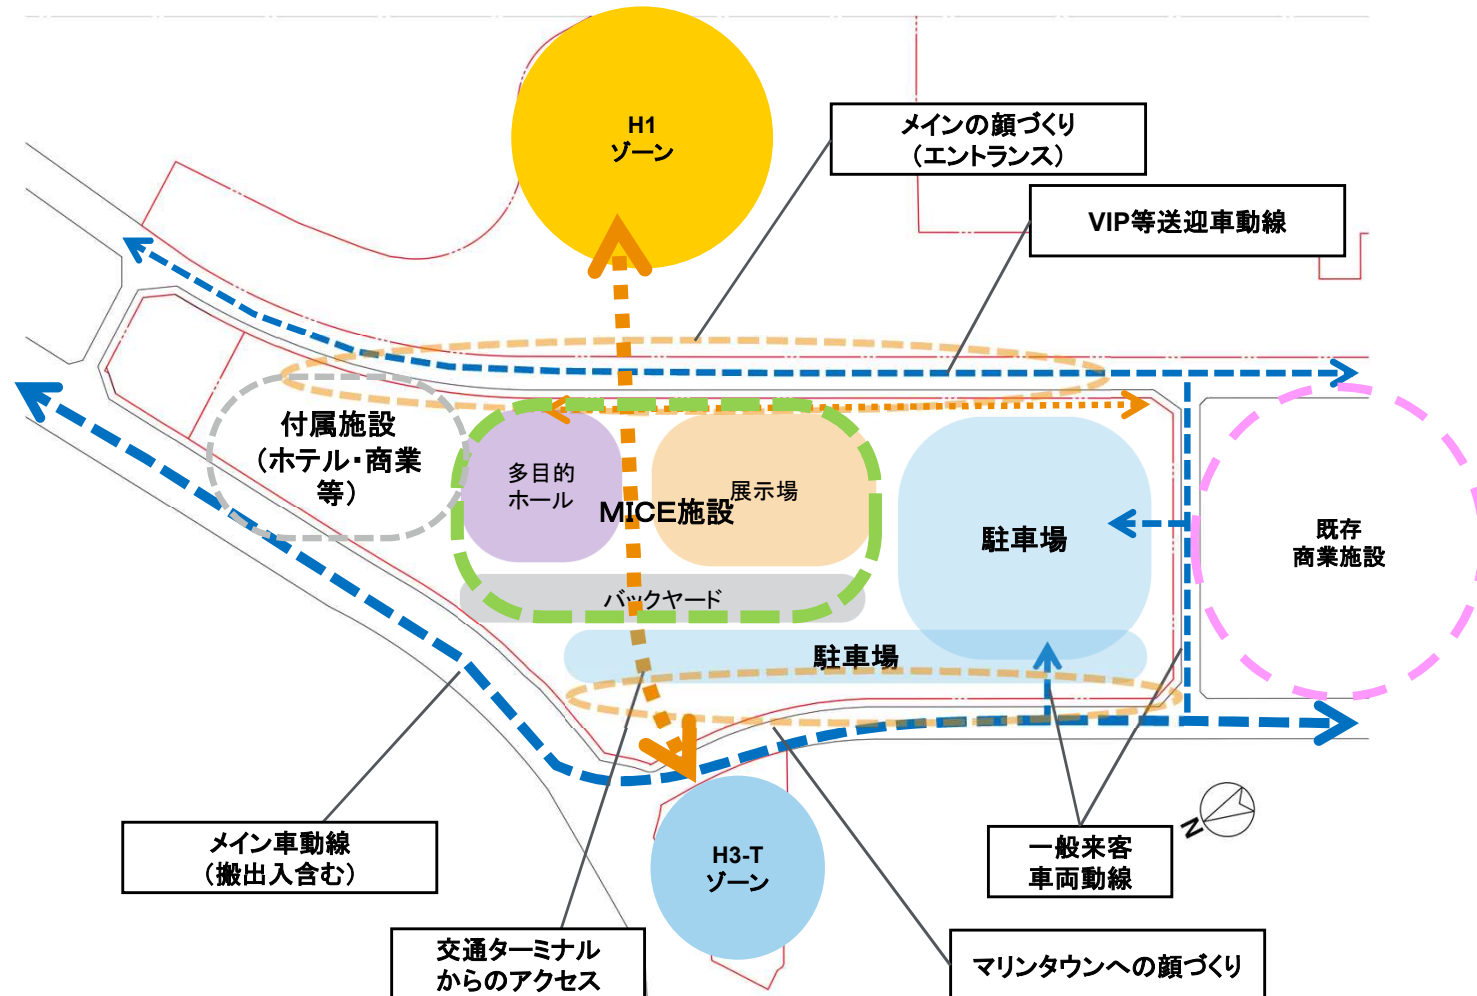 H1
ゾーン
メインの顔づくり
（エントランス）
VIP等送迎車動線
付属施設
（ホテル・商業
等）
多目的
ホール
展示場
MICE施設
駐車場
既存
商業施設
バックヤード
駐車場
メイン車動線
（搬出入含む）
H3-T
ゾーン
一般来客
車両動線
N
交通ターミナル
からのアクセス
マリンタウンへの顔づくり